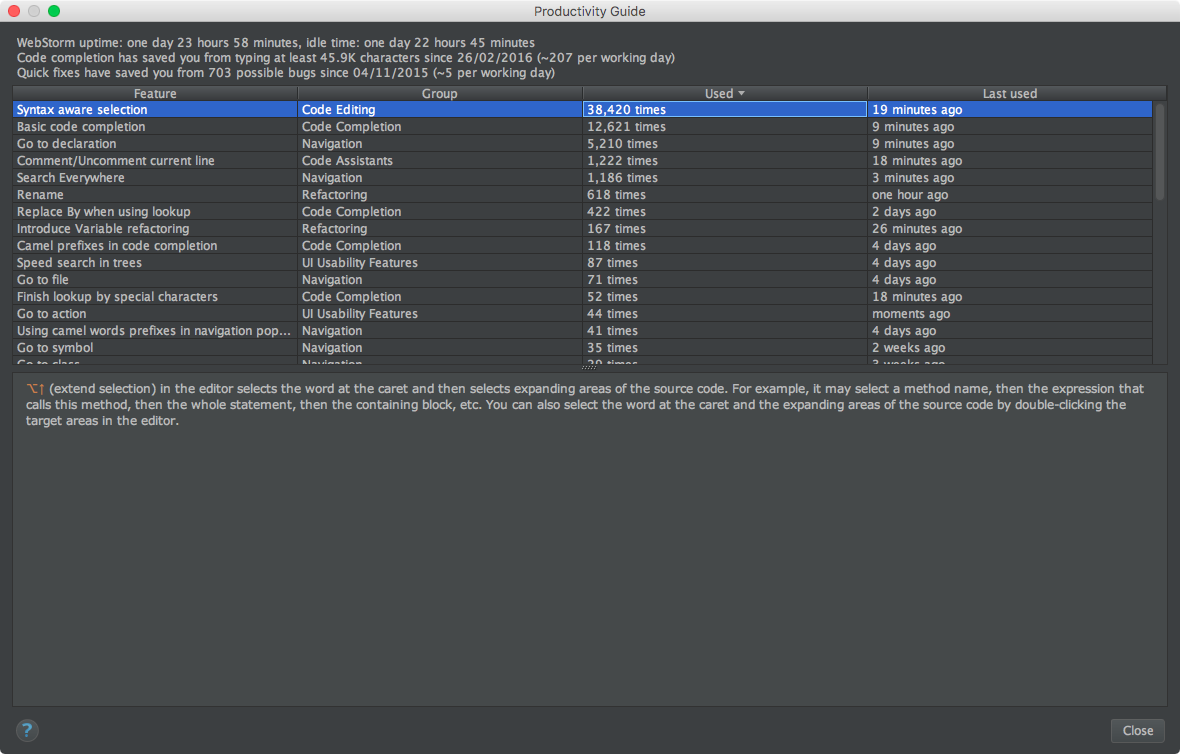 Productivity Guide
WebStorm uptime: one day 23 hours 58 minutes, idle time: one day 22 hours 45 minutes
Code completion has saved you from typing at least 45.9K characters since 26/02/2016 (~207 per working day)
Quick fixes have saved you from 703 possible bugs since 04/11/2015 (~5 per working day)
Feature Group Used Last used
Syntax aware selection Code Editing 38,420 times 19 minutes ago
Basic code completion Code Completion 12,621 times 9 minutes ago
Go to declaration Navigation 5,210 times 9 minutes ago
Comment/Uncomment current line Code Assistants 1,222 times 18 minutes ago
Search Everywhere Navigation 1,186 times 3 minutes ago
Rename Refactoring 618 times one hour ago
Replace By when using lookup Code Completion 422 times 2 days ago
Introduce Variable refactoring Refactoring 167 times 26 minutes ago
Camel prefixes in code completion Code Completion 118 times 4 days ago
Speed search in trees UI Usability Features 87 times 4 days ago
Go to file Navigation 71 times 4 days ago
Finish lookup by special characters Code Completion 52 times 18 minutes ago
Go to action UI Usability Features 44 times moments ago
Using camel words prefixes in navigation pop... Navigation 41 times 4 days ago
Go to symbol Navigation 35 times 2 weeks ago
Go to class Navigation times 3 weeks ago
⌥↑ (extend selection) in the editor selects the word at the caret and then selects expanding areas of the source code. For example, it may select a method name, then the expression that
calls this method, then the whole statement, then the containing block, etc. You can also select the word at the caret and the expanding areas of the source code by double-clicking the
target areas in the editor.
? Close